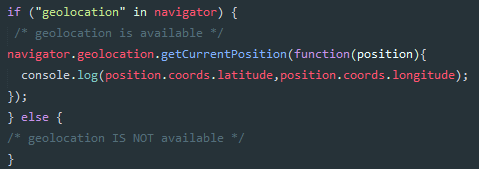 if ("geolocation" in navigator) {
 /* geolocation is available */
navigator.geolocation.getCurrentPosition(function(position){
  console.log(position.coords.latitude,position.coords.longitude);
});
} else {
/* geolocation IS NOT available */
}